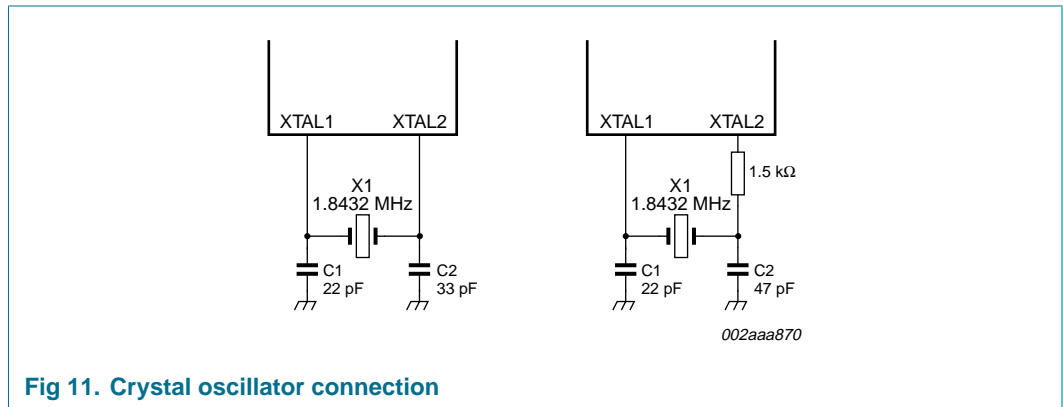 XTAL1 XTAL2
X1
1.8432 MHz
C1
22 pF
C2
33 pF
XTAL1 XTAL2
1.5 kΩ
X1
1.8432 MHz
C1
22 pF
C2
47 pF
002aaa870
Fig 11. Crystal oscillator connection